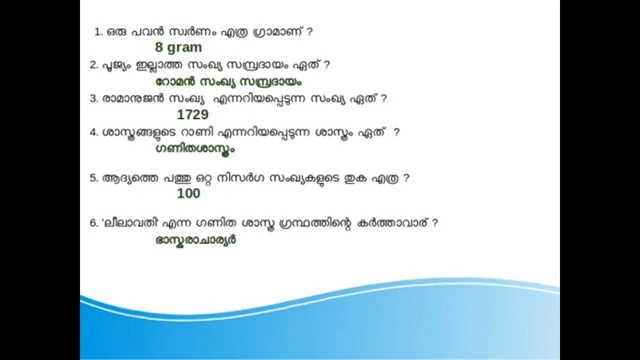 1. ഒരു പവൻ സ്വർണം എത്ര ഗ്രാമാണ് ?
8 gram
2. പൂജ്യം ഇല്ലാത്ത സംഖ്യ സമ്പ്രദായം ഏത് ?
റോമൻ സംഖ്യ സമ്പ്രദായം
3. രാമാനുജൻ സംഖ്യ എന്നറിയപ്പെടുന്ന സംഖ്യ ഏത് ?
1729
4. ശാസ്ത്രങ്ങളുടെ റാണി എന്നറിയപ്പെടുന്ന ശാസ്ത്രം ഏത് ?
ഗണിതശാസ്ത്രം
5. ആദ്യത്തെ പത്തു ഒറ്റ നിസർഗ സംഖ്യകളുടെ തുക എത്ര ?
100
6. 'ലീലാവതി' എന്ന ഗണിത ശാസ്ത്ര ഗ്രന്ഥത്തിന്റെ കർത്താവാര് ?
ഭാസ്കരാചാര്യർ